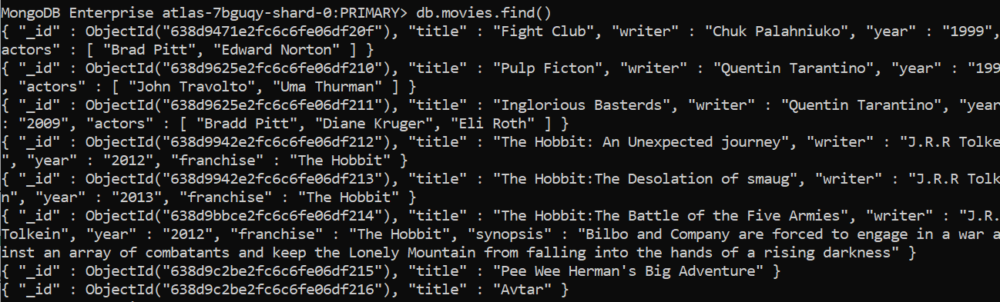 MongoDB Enterprise atlas-7bguqy-shard-0:PRIMARY> db.movies.find()
{ "_id" : ObjectId("638d9471e2fc6c6fe06df20f"), "title" : "Fight Club", "writer" : "Chuk Palahniuko", "year" : "1999",
actors" : [ "Brad Pitt", "Edward Norton" ] }
{ "_id" : ObjectId("638d9625e2fc6c6fe06df210"), "title" : "Pulp Ficton", "writer" : "Quentin Tarantino", "year" : "199
, "actors" : [ "John Travolto", "Uma Thurman" ] }
{ "_id" : ObjectId("638d9625e2fc6c6fe06df211"), "title" : "Inglorious Basterds", "writer" : "Quentin Tarantino", "year
: "2009", "actors" : [ "Bradd Pitt", "Diane Kruger", "Eli Roth" ] }
{ "_id" : ObjectId("638d9942e2fc6c6fe06df212"), "title" : "The Hobbit: An Unexpected journey", "writer" : "J.R.R Tolke
", "year" : "2012", "franchise" : "The Hobbit" }
{ "_id" : ObjectId("638d9942e2fc6c6fe06df213"), "title" : "The Hobbit:The Desolation of smaug", "writer" : "J.R.R Tolk
n", "year" : "2013", "franchise" : "The Hobbit" }
{ "_id" : ObjectId("638d9bbce2fc6c6fe06df214"), "title" : "The Hobbit:The Battle of the Five Armies", "writer" : "J.R.
Tolkein", "year" : "2012", "franchise" : "The Hobbit", "synopsis" : "Bilbo and Company are forced to engage in a war a
inst an array of combatants and keep the Lonely Mountain from falling into the hands of a rising darkness" }
{ "_id" : ObjectId("638d9c2be2fc6c6fe06df215"), "title" : "Pee Wee Herman's Big Adventure" }
{ "_id" : ObjectId("638d9c2be2fc6c6fe06df216"), "title" : "Avtar" }